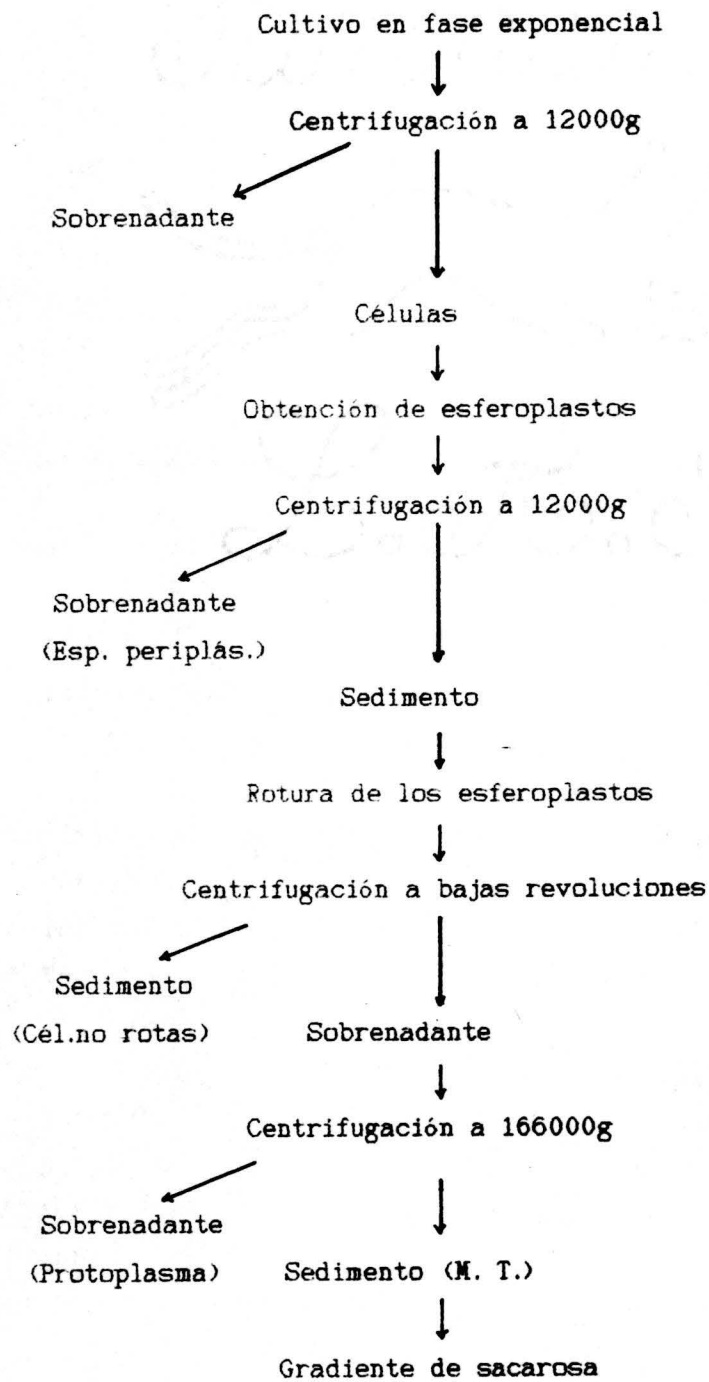 Cultivo en fase exponencial
Centrifugación a 12000g
Sobrenadante
Células
Obtención de esferoplastos
Centrifugación a 12000g
Sobrenadante
(Esp. periplás.)
Sedimento
Rotura de los esferoplastos
Centrifugación a bajas revoluciones
Sedimento
(Cél.no rotas)
Sobrenadante
Centrifugación a 166000g
Sobrenadante
(Protoplasma)
Sedimento (M. T.)
Gradiente de sacarosa